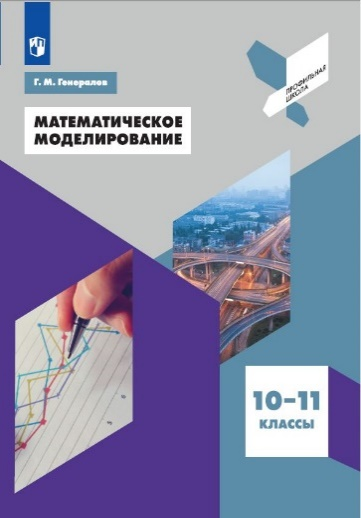 Г. М. Генералов
МАТЕМАТИЧЕСКОЕ
МОДЕЛИРОВАНИЕ
ПРОФИЛЬНАЯ
ШКОЛА
10–11
КЛАССЫ